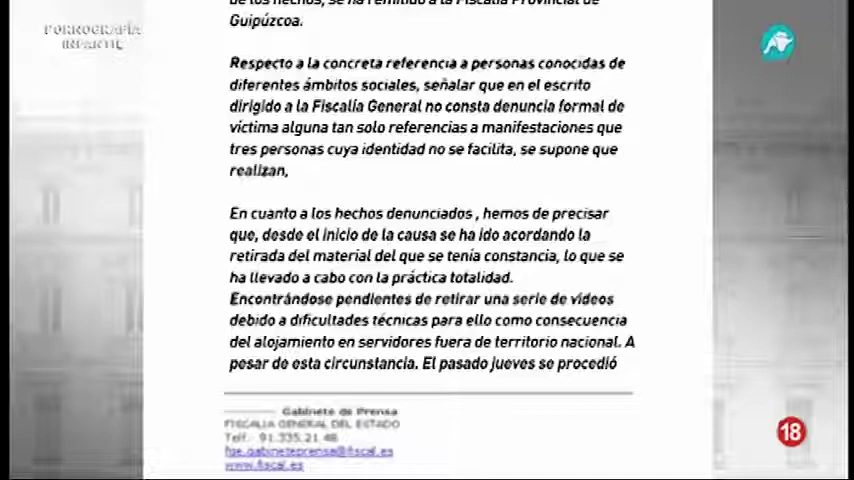 PORNOGRAFÍA
INFANTIL
de los hechos, se ha remitido a la Fiscalía Provincial de
Guipúzcoa.
Respecto a la concreta referencia a personas conocidas de
diferentes ámbitos sociales, señalar que en el escrito
dirigido a la Fiscalía General no consta denuncia formal de
víctima alguna tan solo referencias a manifestaciones que
tres personas cuya identidad no se facilita, se supone que
realizan,
En cuanto a los hechos denunciados , hemos de precisar
que, desde el inicio de la causa se ha ido acordando la
retirada del material del que se tenía constancia, lo que se
ha llevado a cabo con la práctica totalidad.
Encontrándose pendientes de retirar una serie de vídeos
debido a dificultades técnicas para ello como consecuencia
del alojamiento en servidores fuera de territorio nacional. A
pesar de esta circunstancia. El pasado jueves se procedió
Gabinete de Prensa
FISCALIA GENERAL DEL ESTADO
Telf.- 91.335.21.48
fge.gabineteprensa@fiscal.es
www.fiscal.es
18